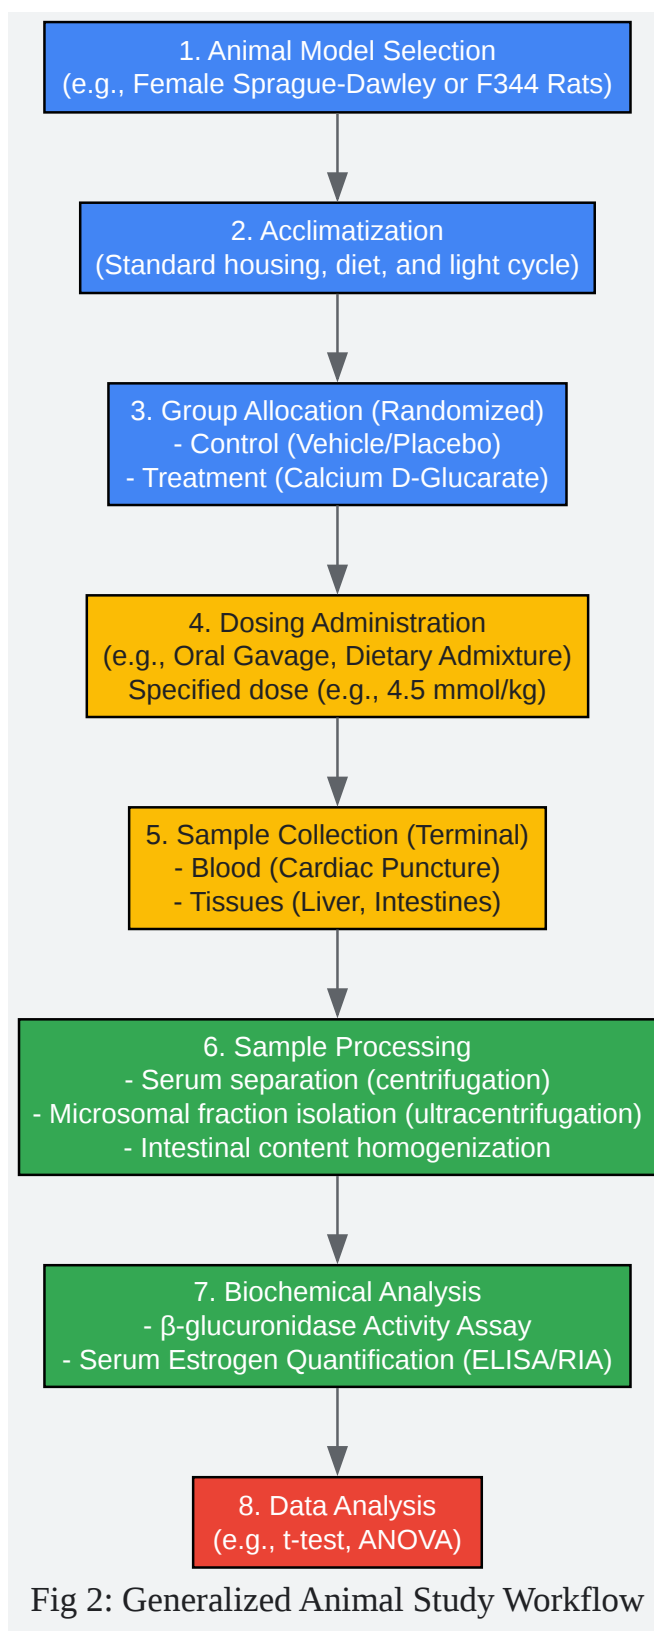 1. Animal Model Selection
(e.g., Female Sprague-Dawley or F344 Rats)
2. Acclimatization
(Standard housing, diet, and light cycle)
3. Group Allocation (Randomized)
- Control (Vehicle/Placebo)
- Treatment (Calcium D-Glucarate)
4. Dosing Administration
(e.g., Oral Gavage, Dietary Admixture)
Specified dose (e.g., 4.5 mmol/kg)
5. Sample Collection (Terminal)
- Blood (Cardiac Puncture)
- Tissues (Liver, Intestines)
6. Sample Processing
- Serum separation (centrifugation)
- Microsomal fraction isolation (ultracentrifugation)
- Intestinal content homogenization
7. Biochemical Analysis
- β-glucuronidase Activity Assay
- Serum Estrogen Quantification (ELISA/RIA)
8. Data Analysis
(e.g., t-test, ANOVA)
Fig 2: Generalized Animal Study Workflow